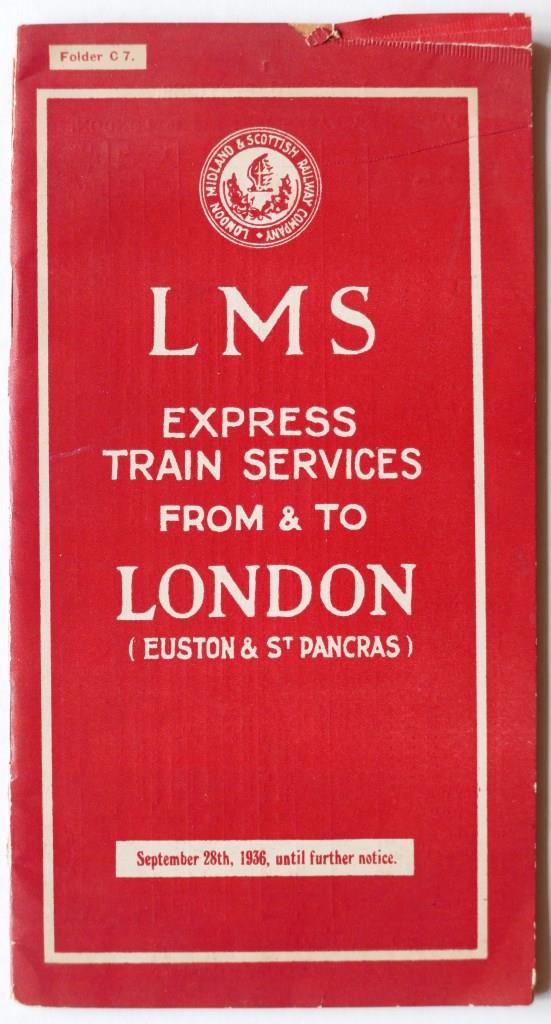 Folder C 7.
LONDON MIDLAND & SCOTTISH RAILWAY COMPANY
LMS
EXPRESS
TRAIN SERVICES
FROM & TO
LONDON
(EUSTON & ST PANCRAS)
September 28th, 1936, until further notice.